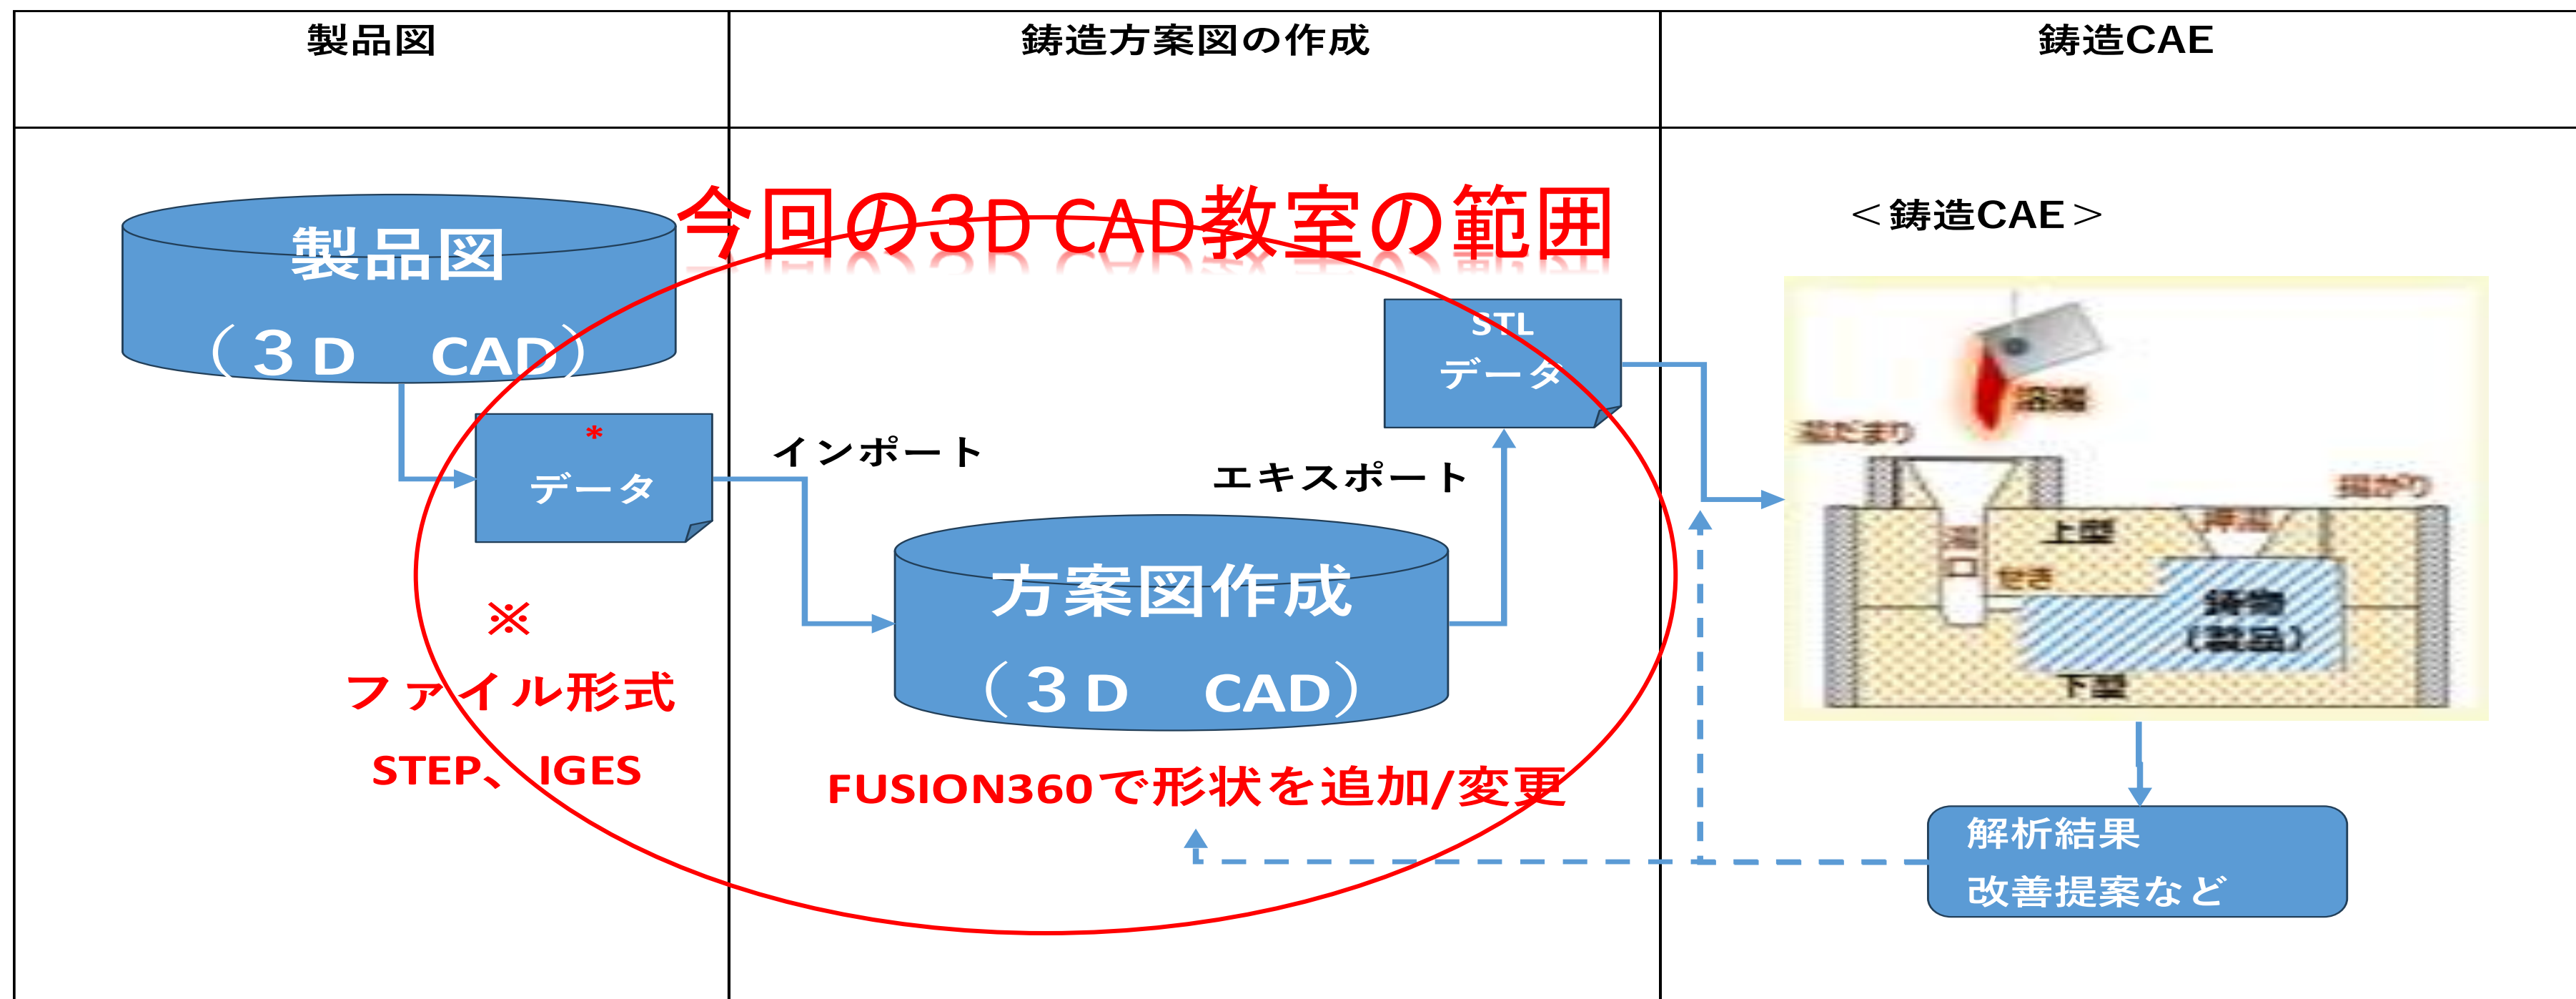 製品図
鋳造方案図の作成
鋳造CAE
今回の3D CAD教室の範囲
製品図
（３D　CAD）
*
データ
※
ファイル形式
STEP、IGES
インポート
エキスポート
STL
データ
方案図作成
（３D　CAD）
FUSION360で形状を追加/変更
＜鋳造CAE＞
溶湯
湯だまり
揚がり
押湯
上型
湯口
せき
鋳物
(製品)
下型
解析結果
改善提案など